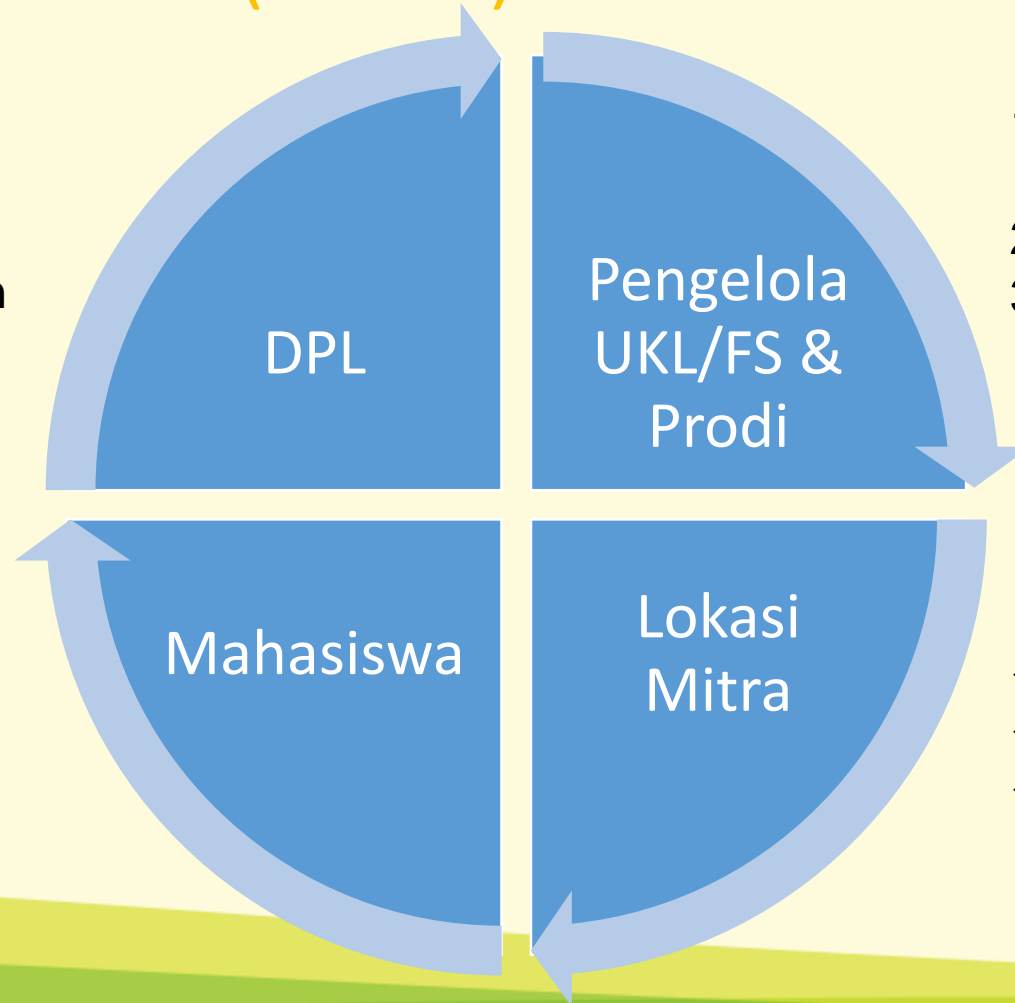 DPL
Pengelola
UKL/FS &
Prodi
Mahasiswa
Lokasi
Mitra